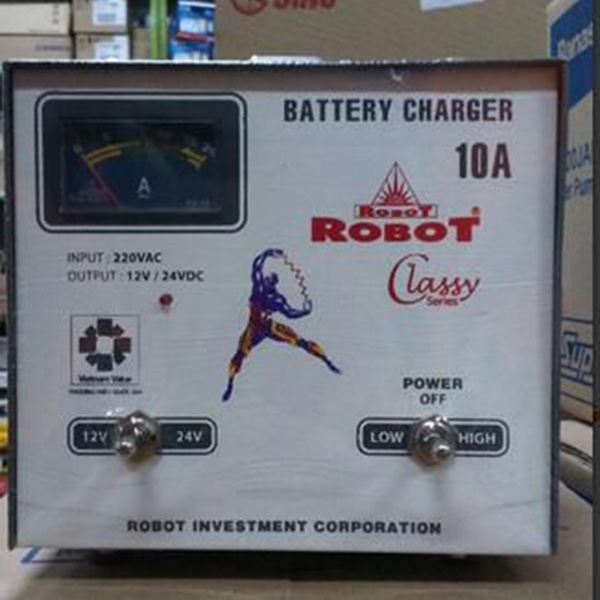 BATTERY CHARGER
10A
A
ROBOT
ROBOT®
INPUT : 220VAC
OUTPUT : 12V / 24VDC
Classy
Series
Vietnam Value
POWER
OFF
12V 24V
LOW HIGH
ROBOT INVESTMENT CORPORATION